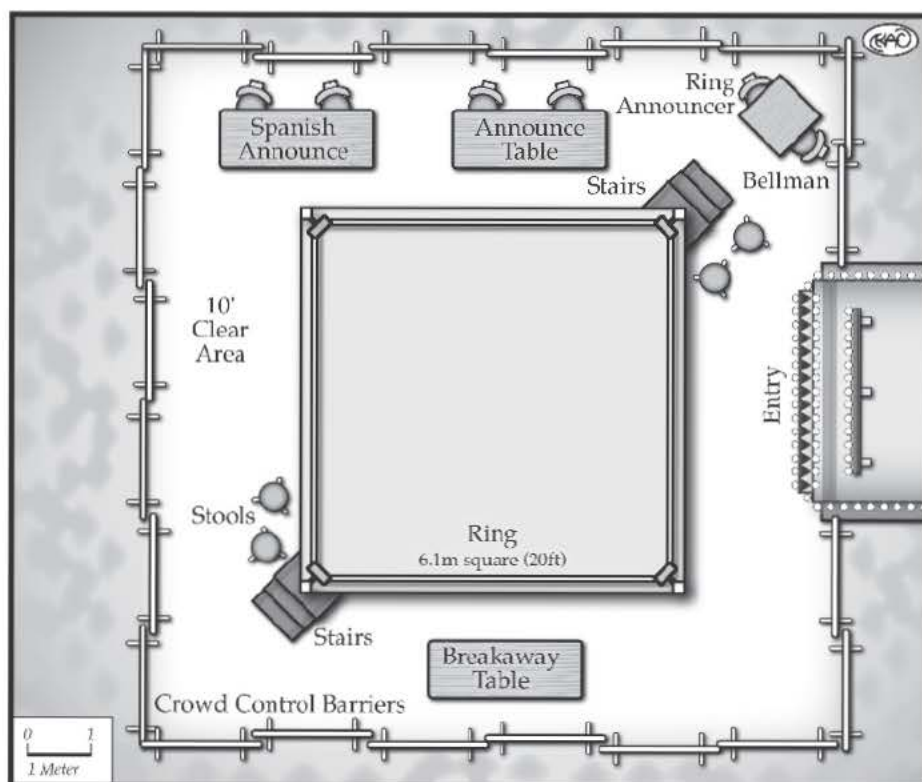 KAC
Spanish
Announce
Announce
Table
Ring
Announcer
Bellman
Stairs
10'
Clear
Area
Entry
Stools
Ring
6.1m square (20ft)
Stairs
Breakaway
Table
Crowd Control Barriers
0 1
1 Meter